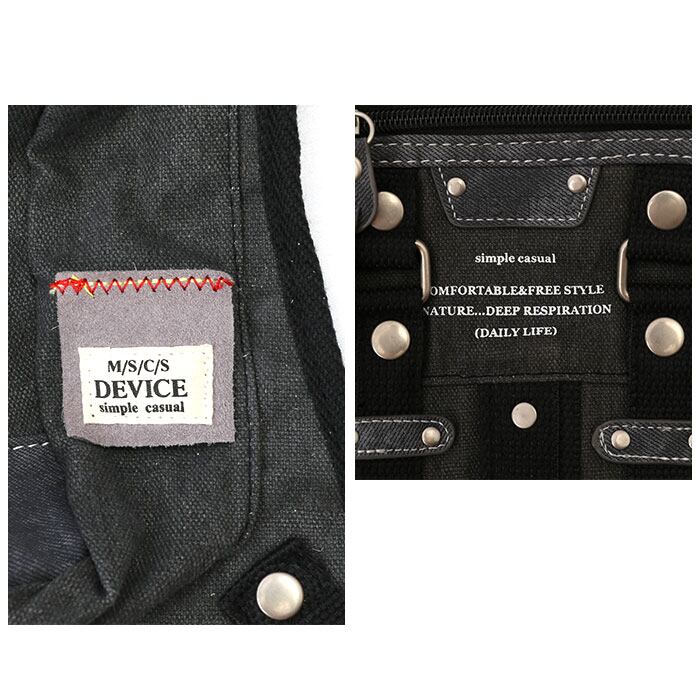 M/S/C/S
DEVICE
simple casual
simple casual
OMFORTABLE&FREE STYLE
NATURE...DEEP RESPIRATION
(DAILY LIFE)